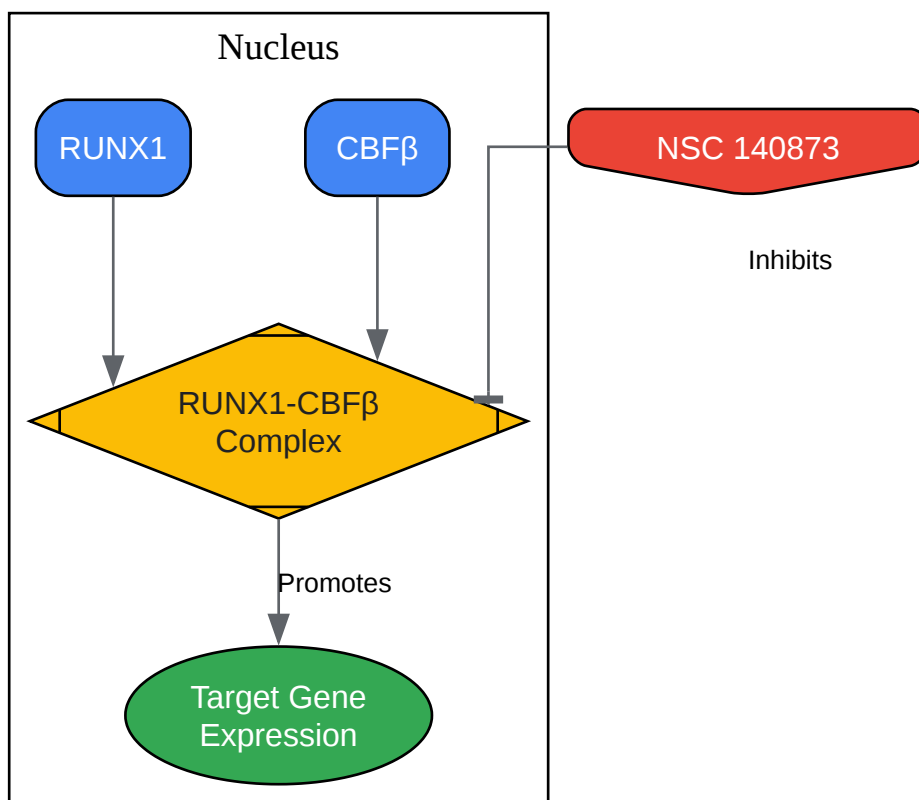 Nucleus
RUNX1
CBFβ
NSC 140873
Inhibits
RUNX1-CBFβ
Complex
Promotes
Target Gene
Expression